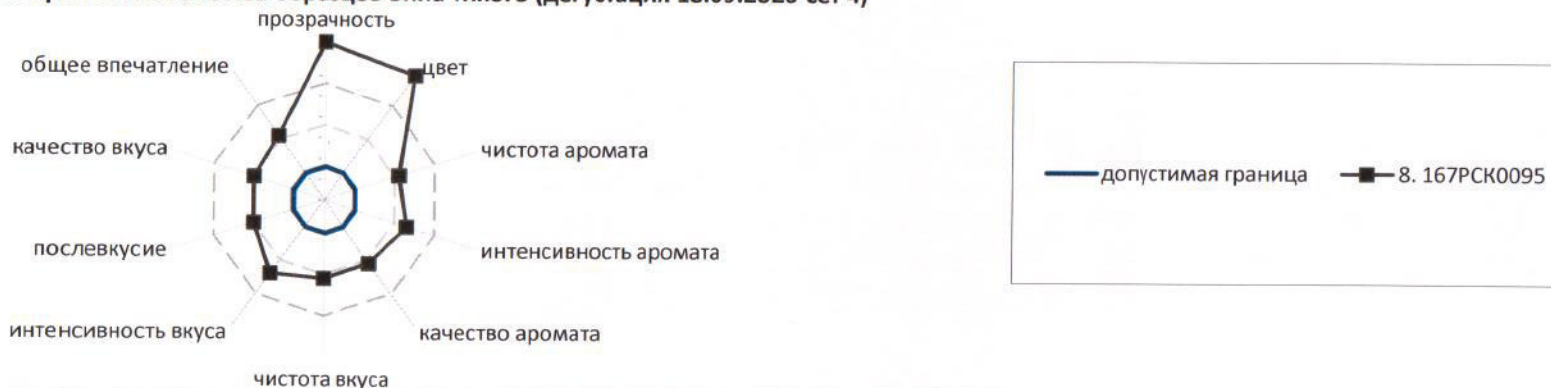 прозрачность
общее впечатление
цвет
качество вкуса
чистота аромата
послевкусие
интенсивность аромата
интенсивность вкуса
качество аромата
чистота вкуса
допустимая граница
8. 167РСК0095